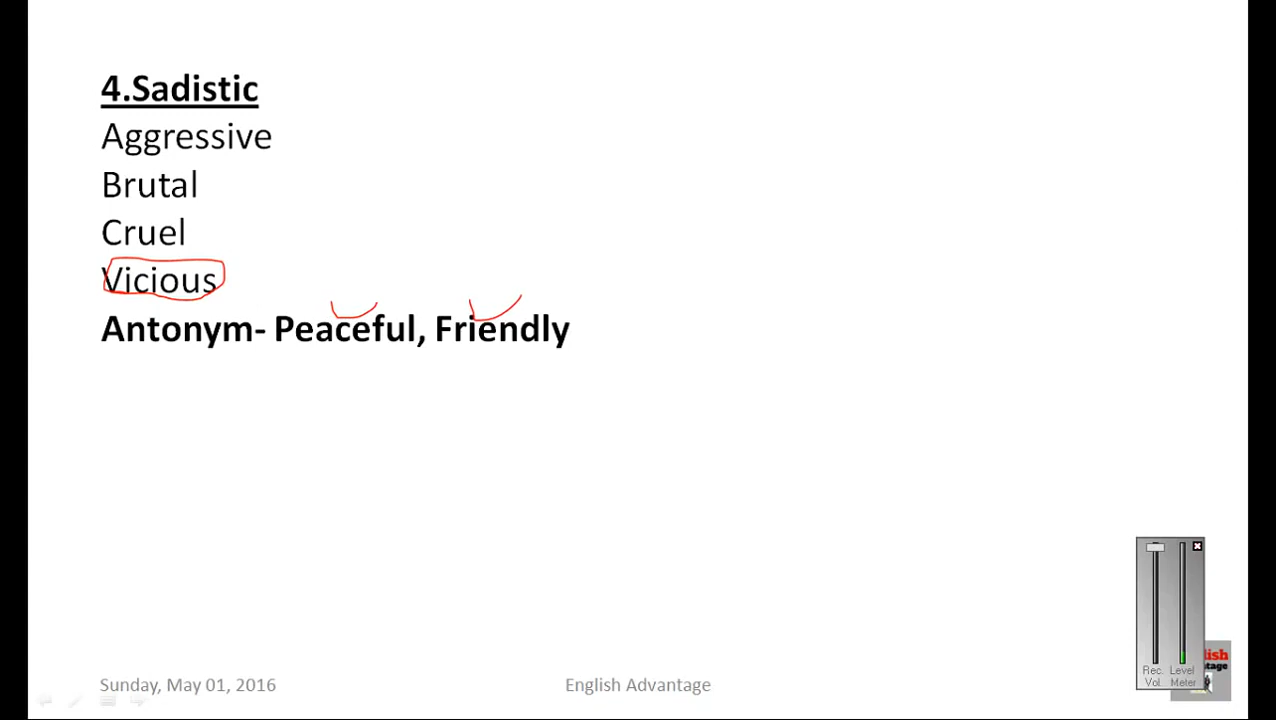 4.Sadistic
Aggressive
Brutal
Cruel
Vicious
Antonym- Peaceful, Friendly
Sunday, May 01, 2016
English Advantage
Rec. Level
Vol. Meter